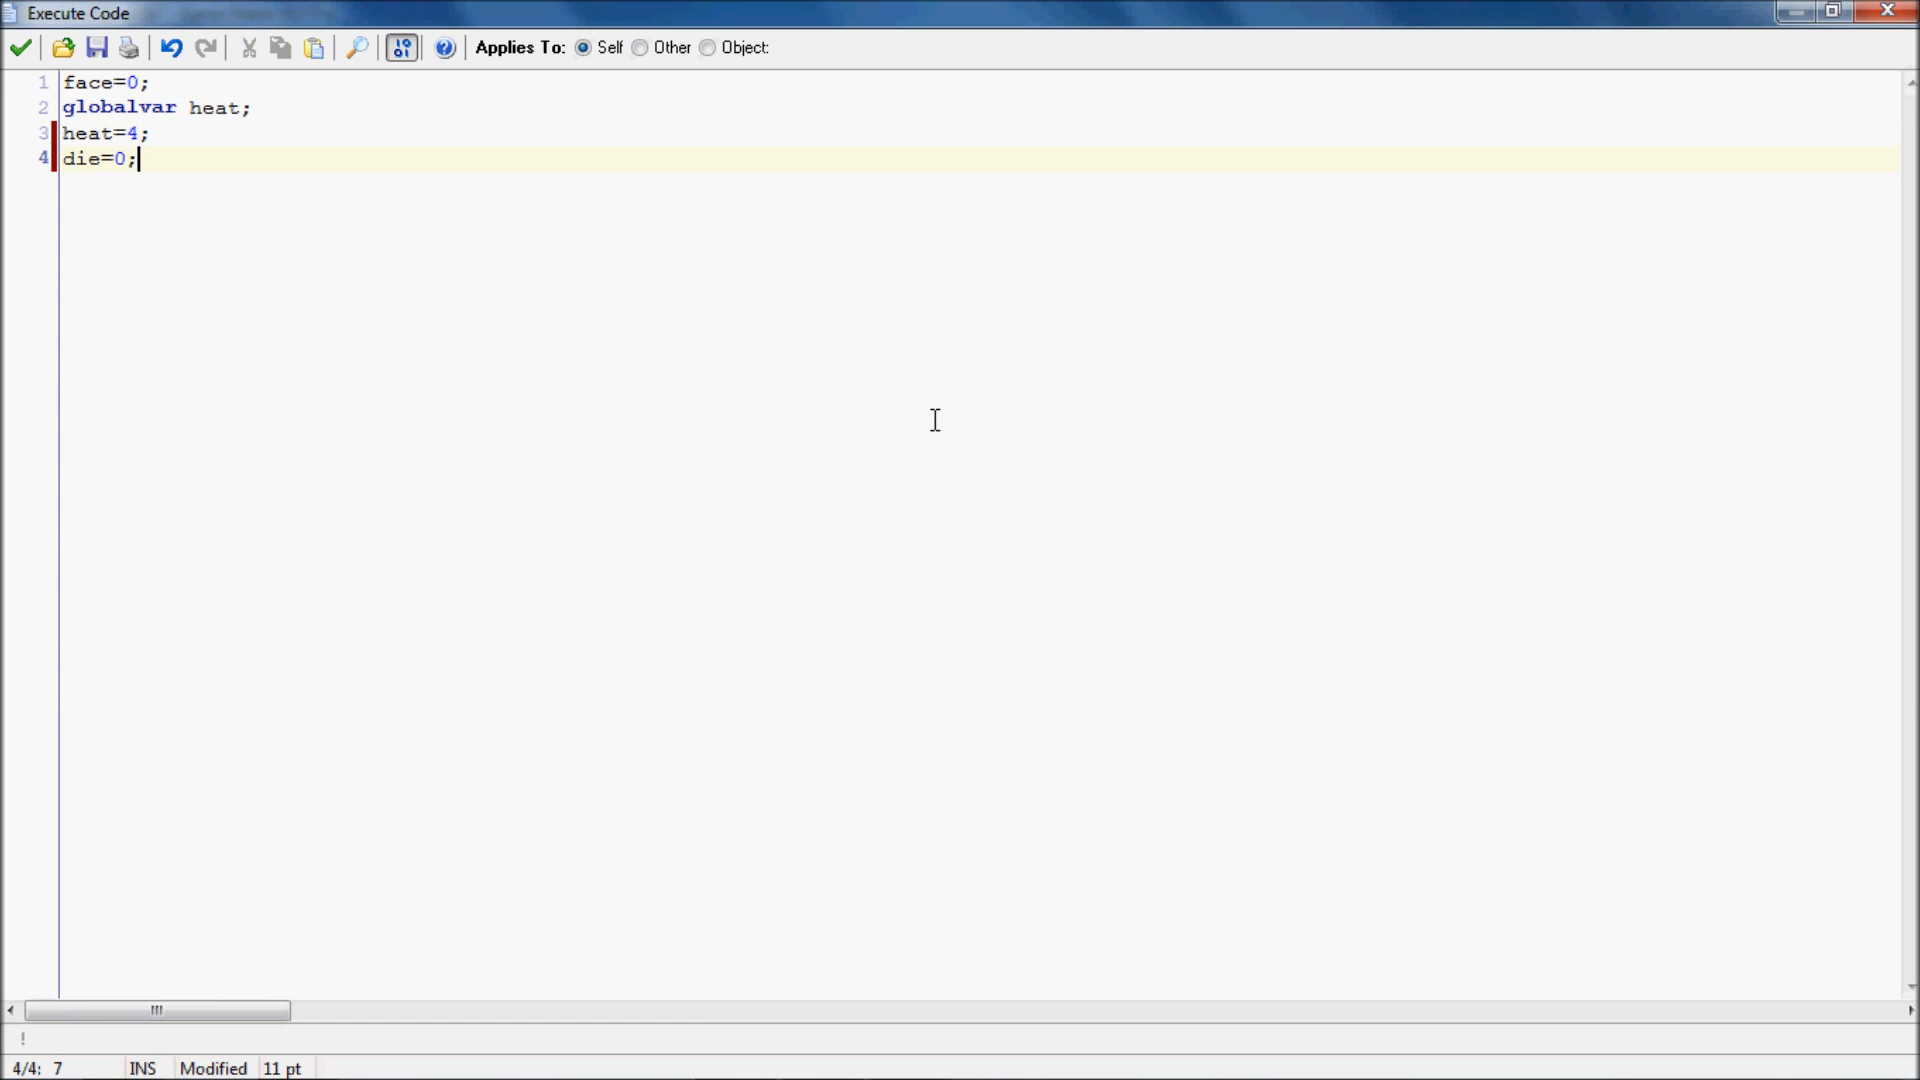 Execute Code
Applies To: Self Other Object:
1 face=0;
2 globalvar heat;
3 heat=4;
4 die=0;
!
4/4: 7 INS Modified 11 pt